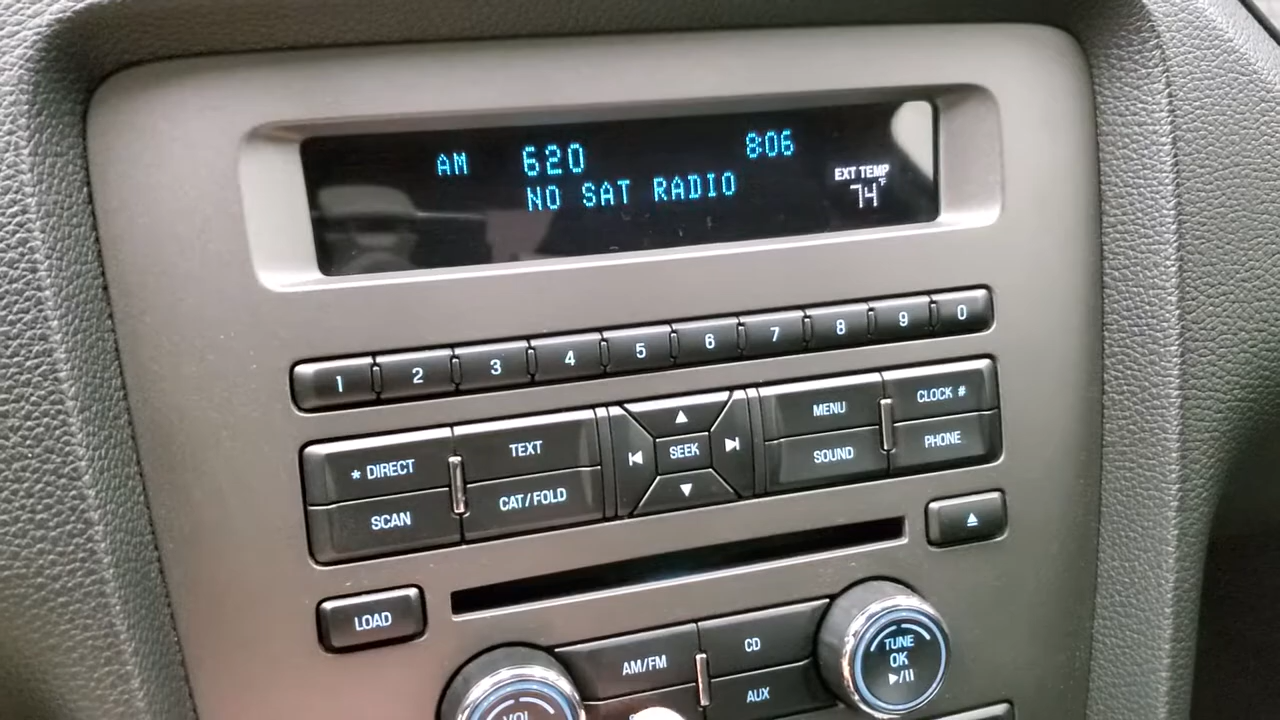 AM 620 8:06
NO SAT RADIO
EXT TEMP
74°F
1 2 3 4 5 6 7 8 9 0
* DIRECT TEXT SEEK MENU CLOCK #
SCAN CAT/FOLD SOUND PHONE
LOAD
AM/FM CD
AUX
TUNE
OK
VOL